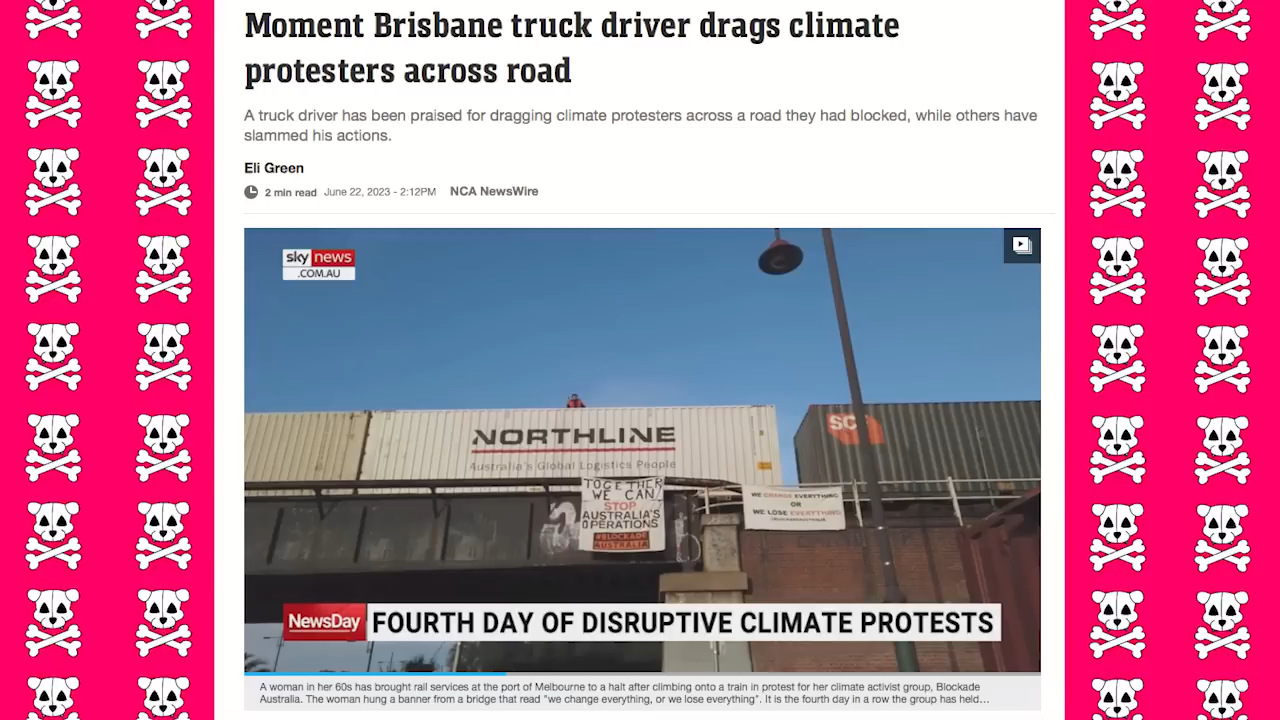 Moment Brisbane truck driver drags climate
protesters across road
A truck driver has been praised for dragging climate protesters across a road they had blocked, while others have
slammed his actions.
Eli Green
2 min read June 22, 2023 - 2:12PM NCA NewsWire
sky news
.COM.AU
NORTHLINE
Australia's Global Logistics People
SC
TOGETHER
WE CAN
STOP
AUSTRALIA'S
OPERATIONS
#BLOCKADE
AUSTRALIA
WE CHANGE EVERYTHING
OR
WE LOSE EVERYTHING
NewsDay FOURTH DAY OF DISRUPTIVE CLIMATE PROTESTS
A woman in her 60s has brought rail services at the port of Melbourne to a halt after climbing onto a train in protest for her climate activist group, Blockade
Australia. The woman hung a banner from a bridge that read "we change everything, or we lose everything". It is the fourth day in a row the group has held...